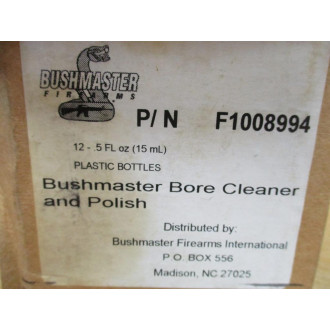 BUSHMASTER
FIREARMS
P/N F1008994
12 - .5 FL oz (15 mL)
PLASTIC BOTTLES
Bushmaster Bore Cleaner
and Polish
Distributed by:
Bushmaster Firearms International
P.O. BOX 556
Madison, NC 27025